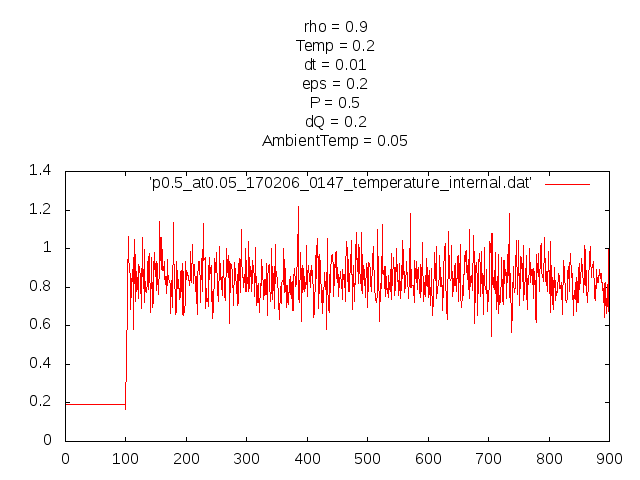 rho = 0.9
Temp = 0.2
dt = 0.01
eps = 0.2
P = 0.5
dQ = 0.2
AmbientTemp = 0.05
'p0.5_at0.05_170206_0147_temperature_internal.dat'
1.4
1.2
1
0.8
0.6
0.4
0.2
0
0 100 200 300 400 500 600 700 800 900